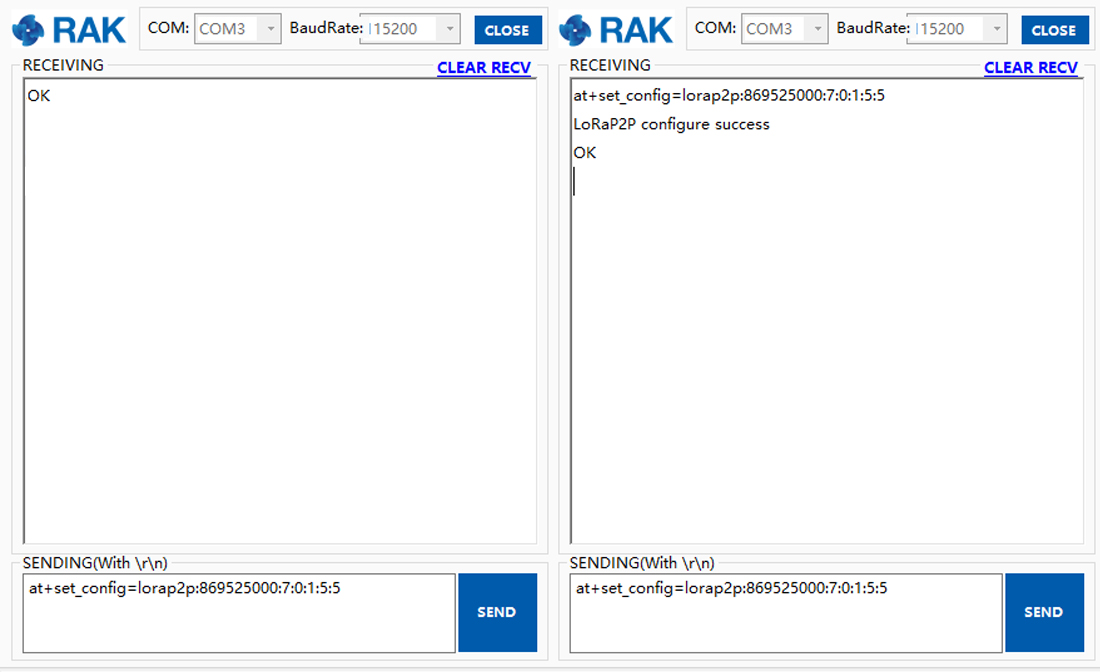 RAK COM: COM3 BaudRate: 115200 CLOSE
RECEIVING CLEAR RECV
OK
SENDING(With \r\n)
at+set_config=lorap2p:869525000:7:0:1:5:5
SEND
RAK COM: COM3 BaudRate: 115200 CLOSE
RECEIVING CLEAR RECV
at+set_config=lorap2p:869525000:7:0:1:5:5
LoRaP2P configure success
OK
SENDING(With \r\n)
at+set_config=lorap2p:869525000:7:0:1:5:5
SEND